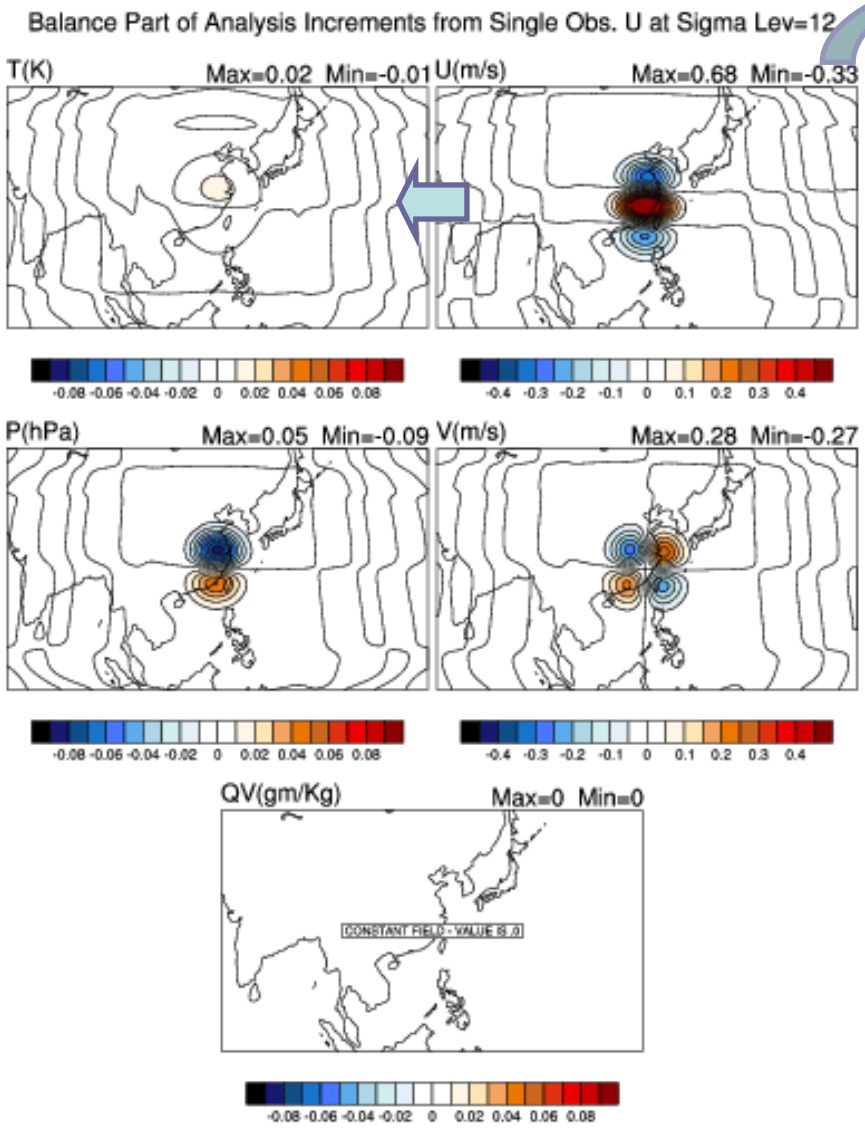 Balance Part of Analysis Increments from Single Obs. U at Sigma Lev=12
T(K) Max=0.02 Min=-0.01
U(m/s) Max=0.68 Min=-0.33
-0.08 -0.06 -0.04 -0.02 0 0.02 0.04 0.06 0.08
-0.4 -0.3 -0.2 -0.1 0 0.1 0.2 0.3 0.4
P(hPa) Max=0.05 Min=-0.09
V(m/s) Max=0.28 Min=-0.27
-0.08 -0.06 -0.04 -0.02 0 0.02 0.04 0.06 0.08
-0.4 -0.3 -0.2 -0.1 0 0.1 0.2 0.3 0.4
QV(gm/Kg) Max=0 Min=0
CONSTANT FIELD - VALUE IS .0
-0.08 -0.06 -0.04 -0.02 0 0.02 0.04 0.06 0.08